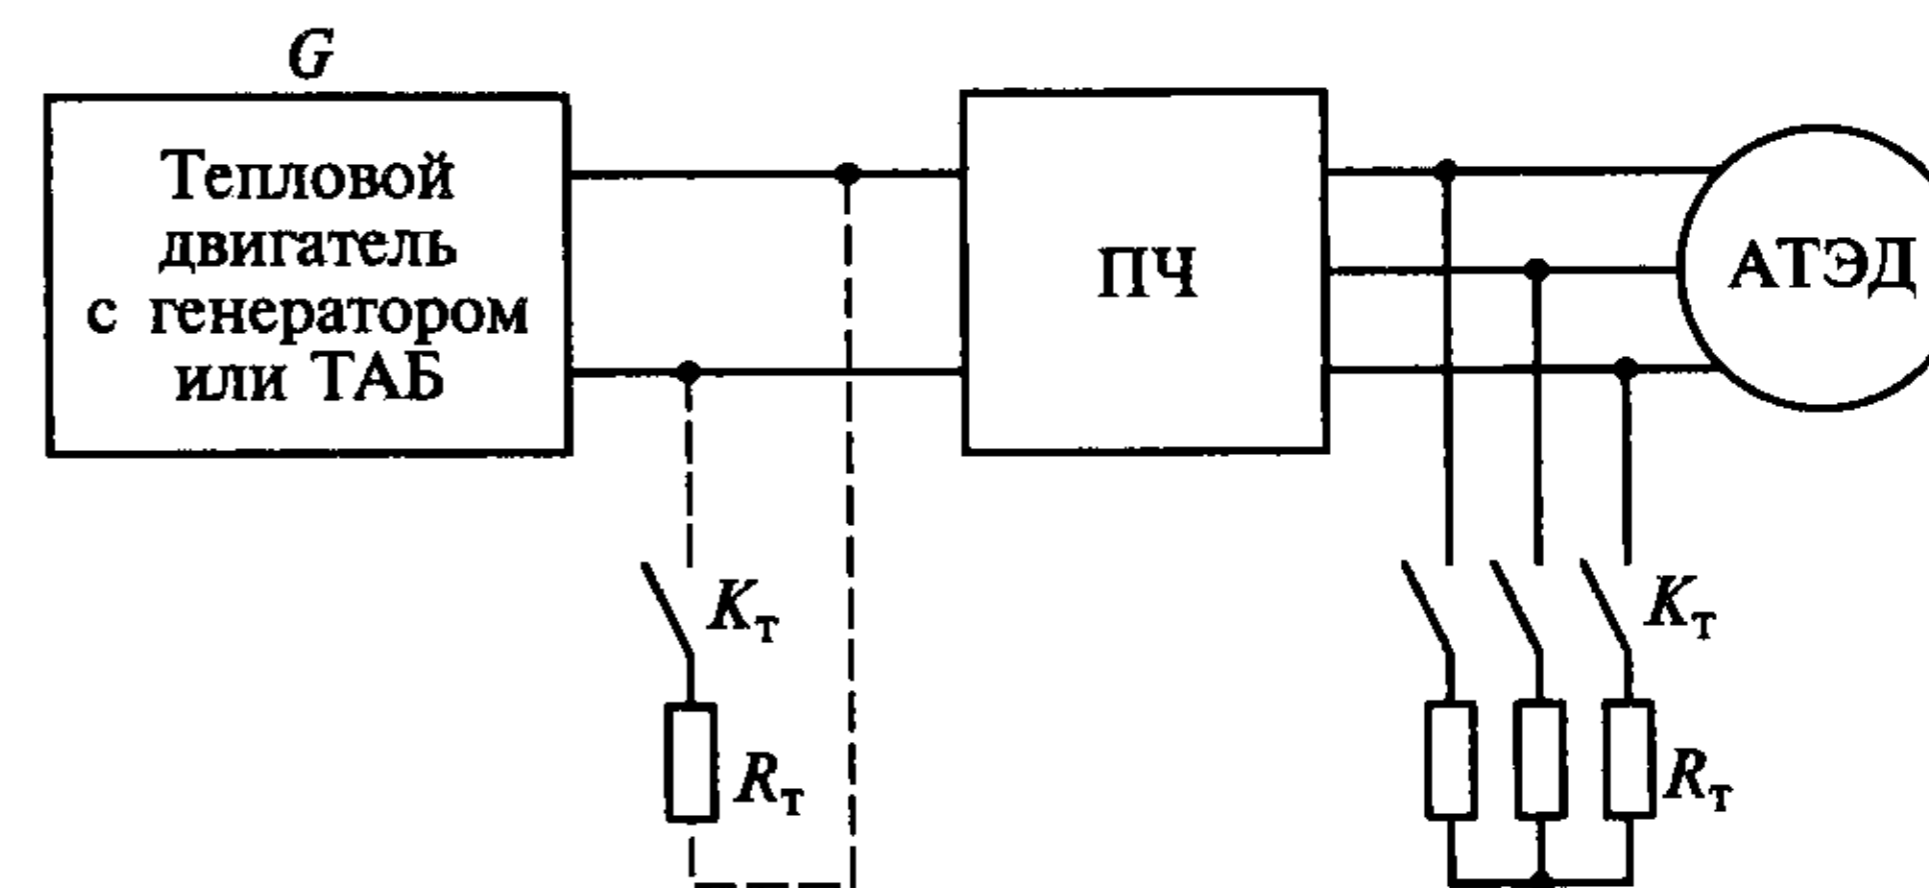 G
Тепловой
двигатель
с генератором
или ТАБ
ПЧ
АТЭД
Kт
Rт
Kт
Rт